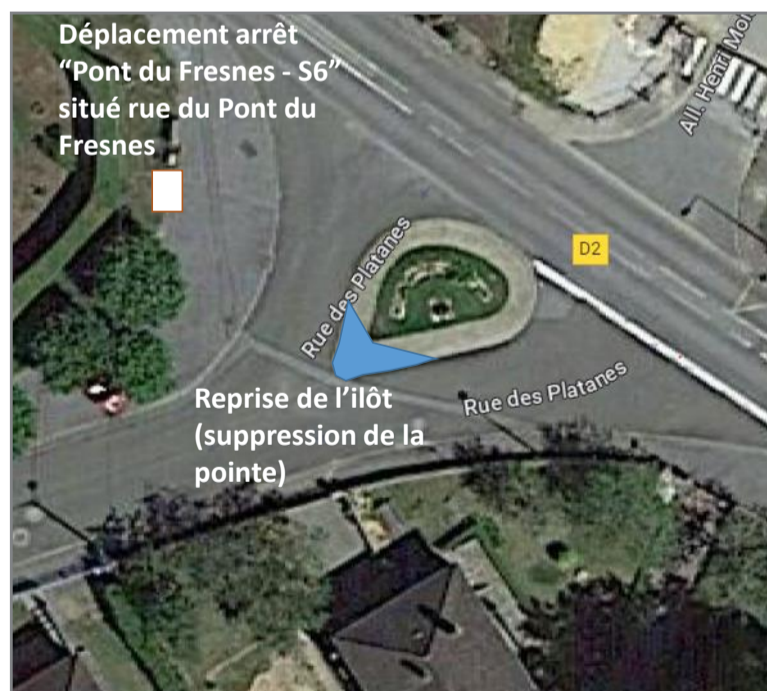 Déplacement arrêt
“Pont du Fresnes - S6”
situé rue du Pont du
Fresnes
All. Henri Moi
D2
Rue des Platanes
Rue des Platanes
Reprise de l’ilôt
(suppression de la
pointe)